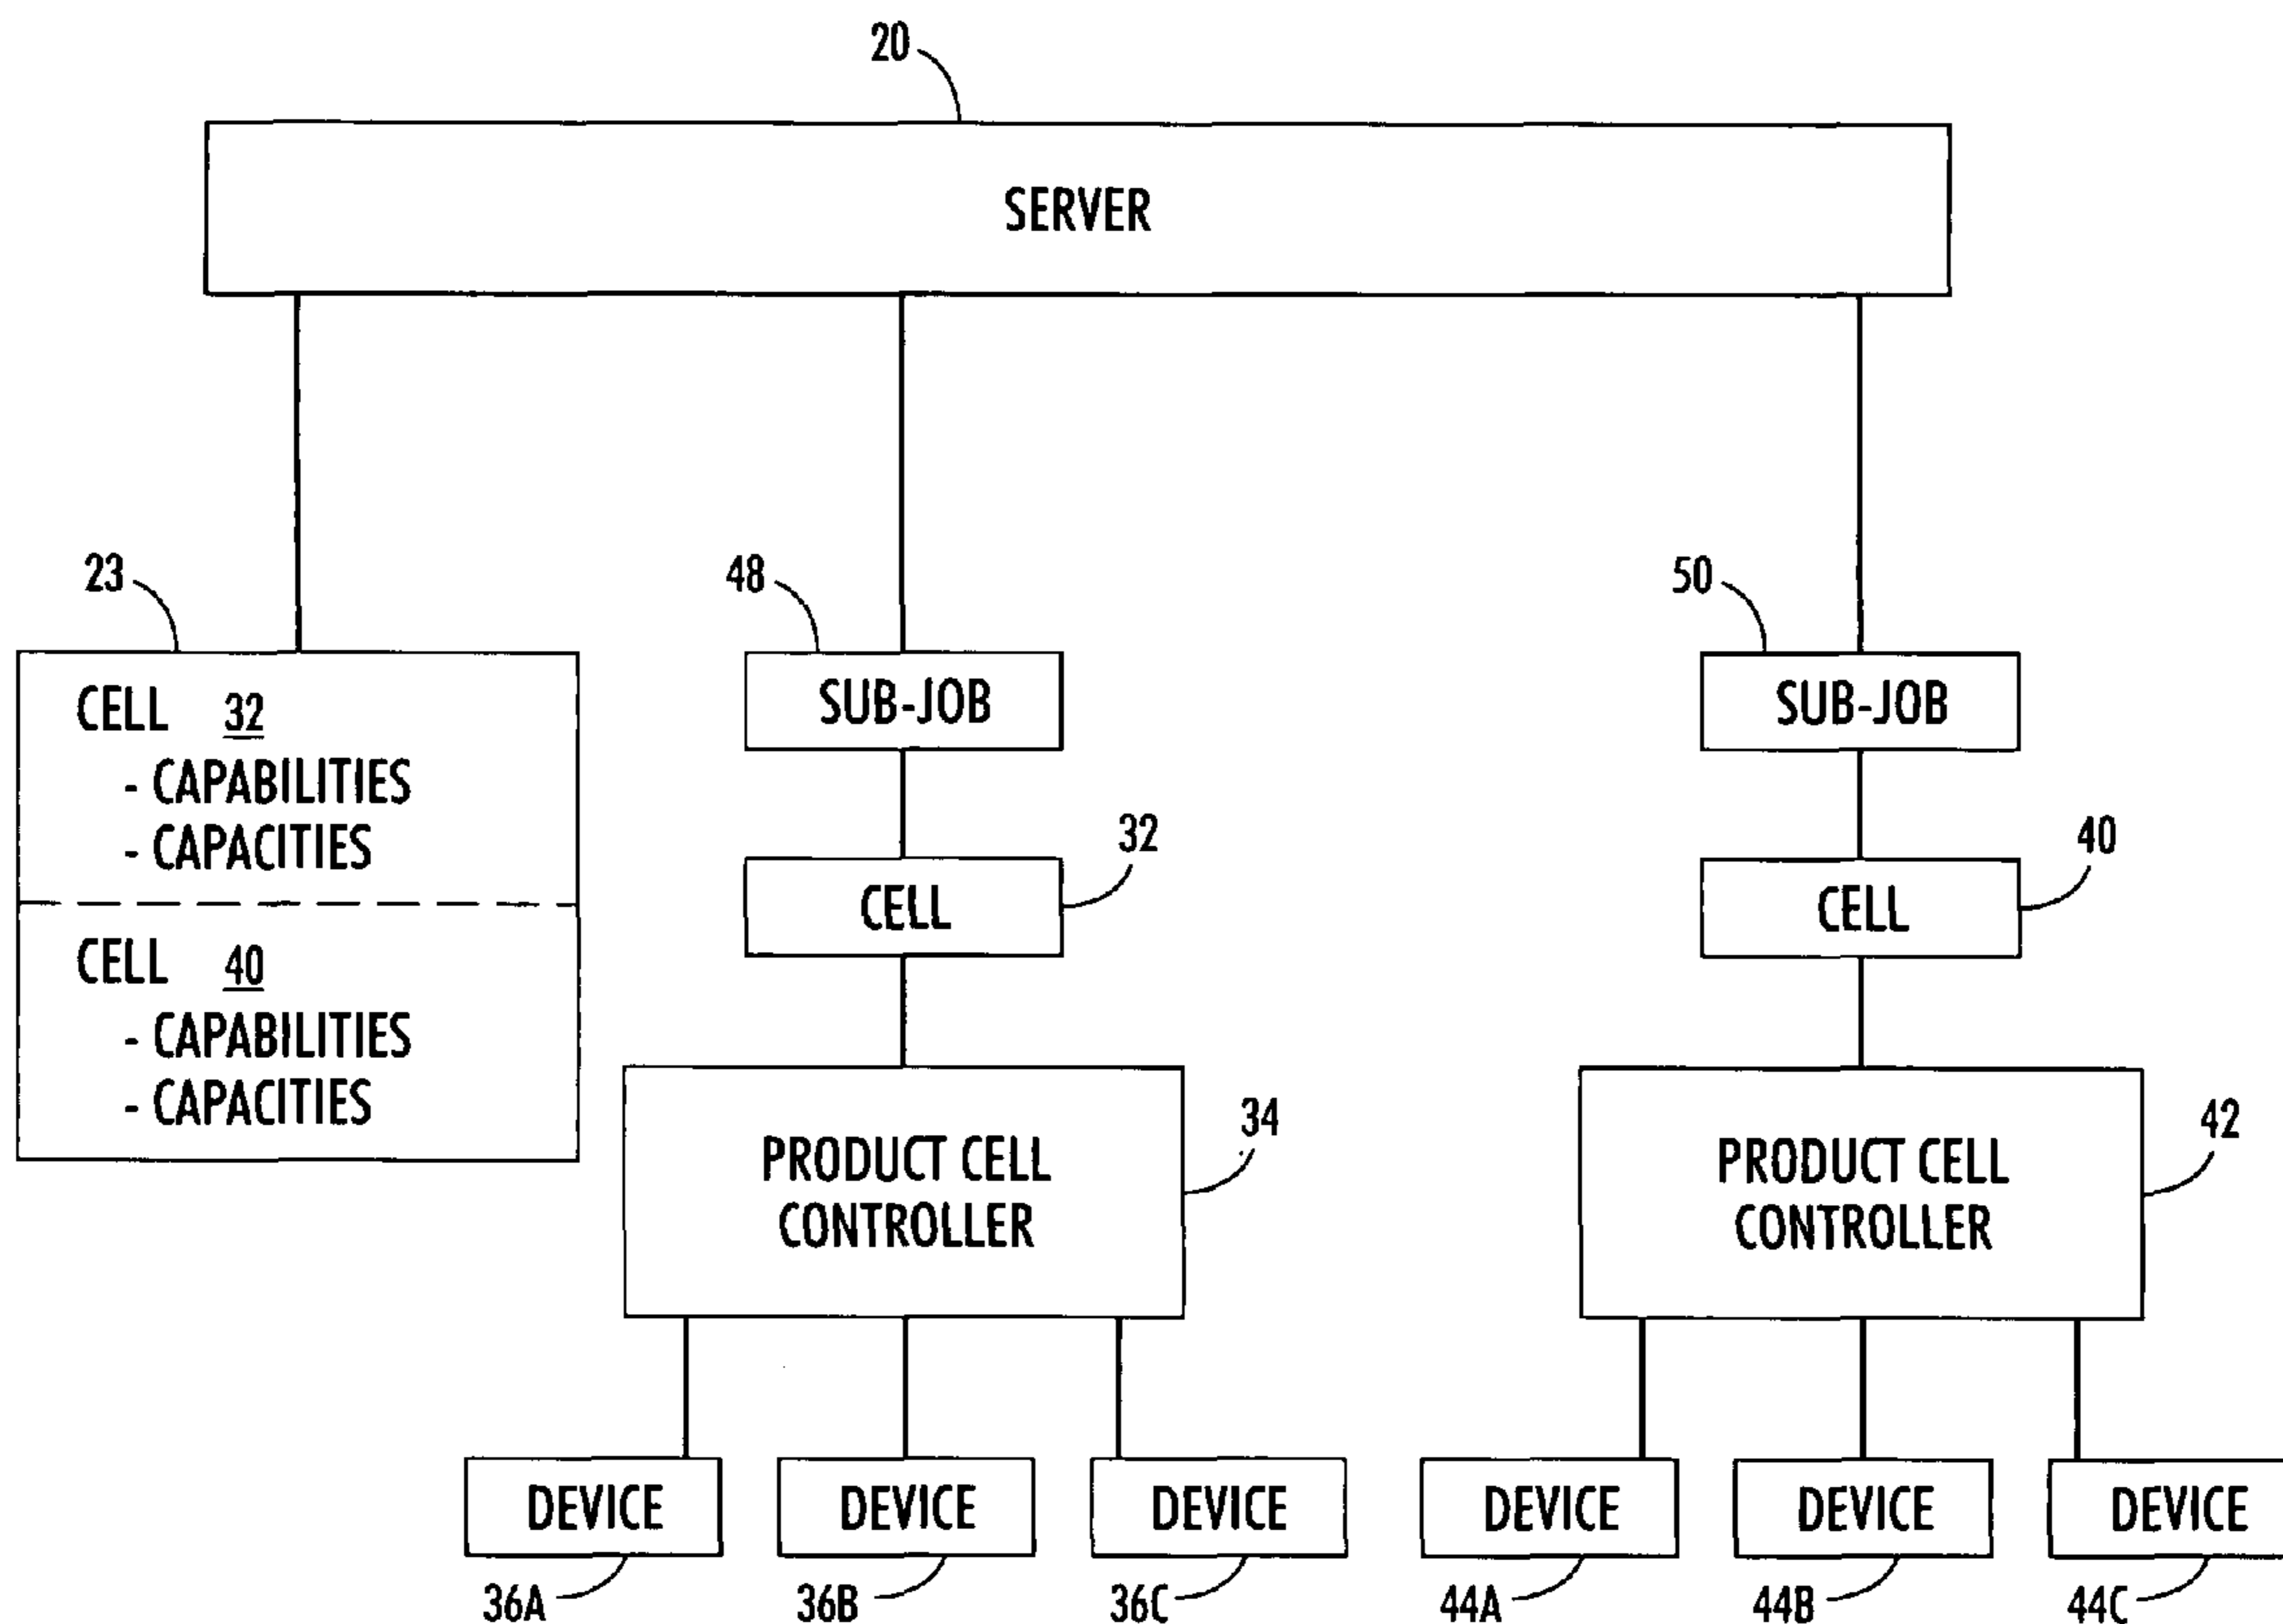 20
SERVER
23
48
50
CELL 32
- CAPABILITIES
- CAPACITIES
CELL 40
- CAPABILITIES
- CAPACITIES
SUB-JOB
SUB-JOB
32
40
CELL
CELL
34
42
PRODUCT CELL
CONTROLLER
PRODUCT CELL
CONTROLLER
DEVICE
DEVICE
DEVICE
DEVICE
DEVICE
DEVICE
36A
36B
36C
44A
44B
44C